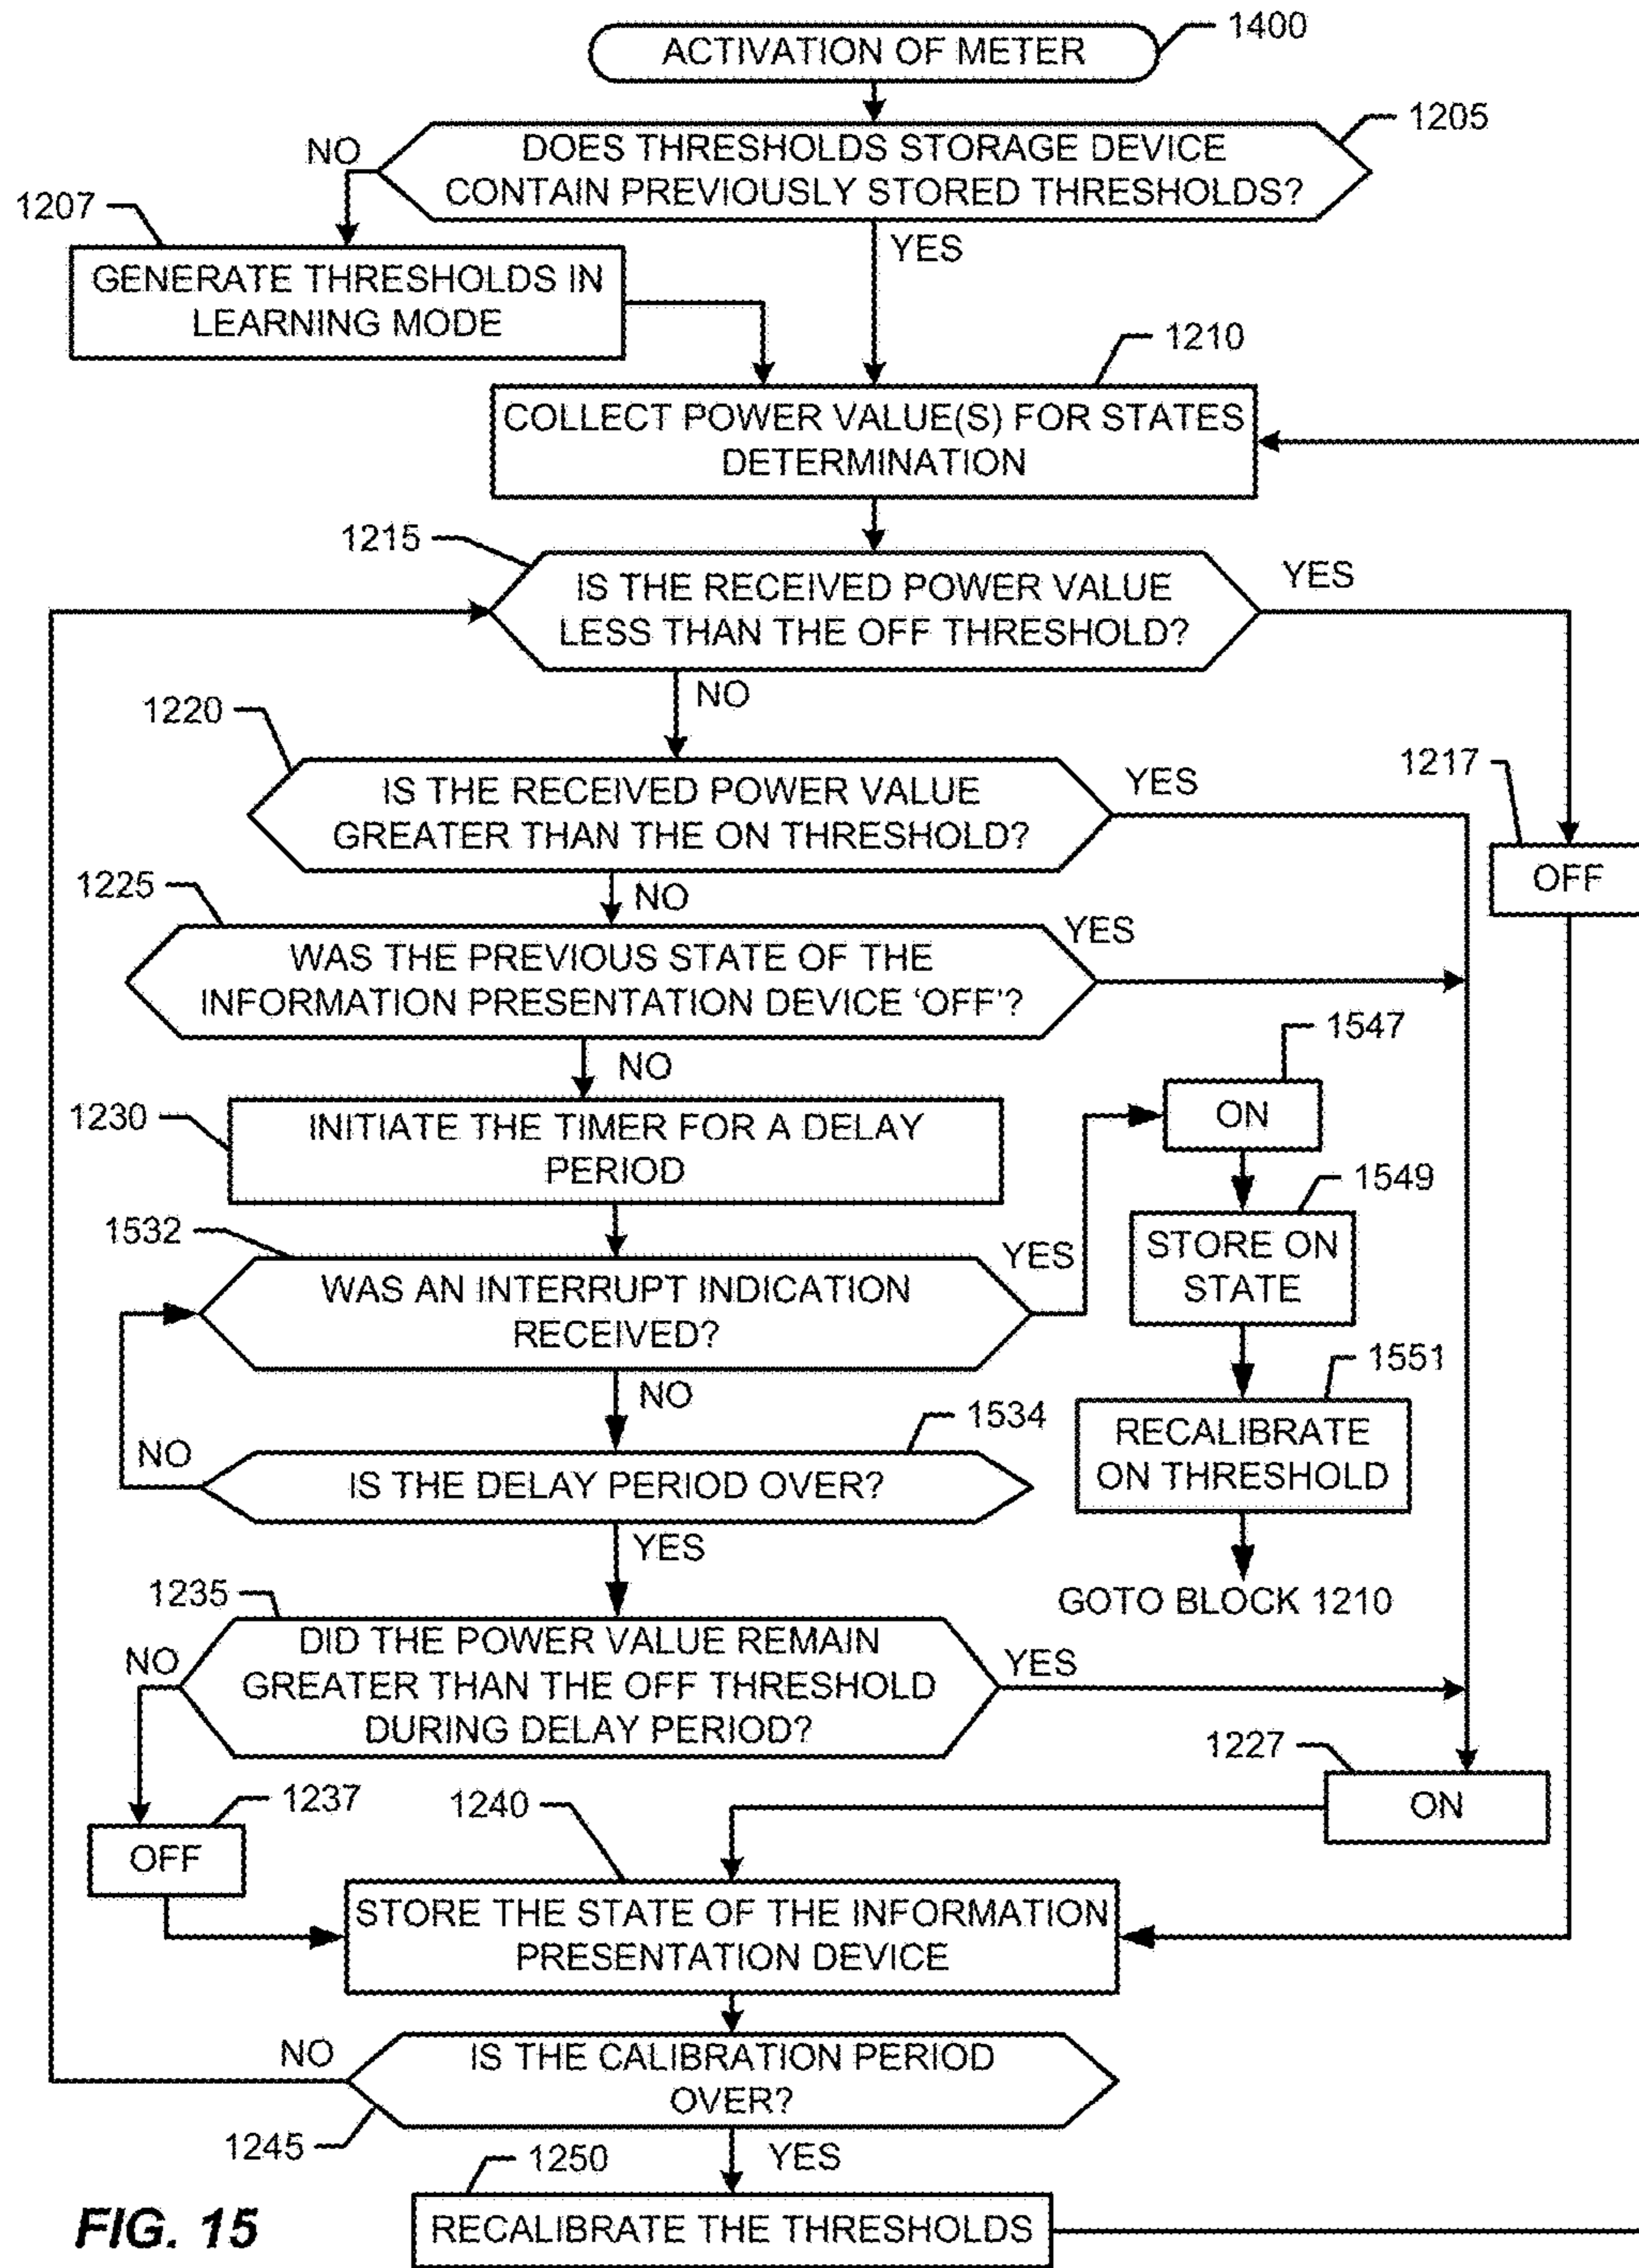 ACTIVATION OF METER
1400
DOES THRESHOLDS STORAGE DEVICE
CONTAIN PREVIOUSLY STORED THRESHOLDS?
1205
NO
YES
1207
GENERATE THRESHOLDS IN
LEARNING MODE
1210
COLLECT POWER VALUE(S) FOR STATES
DETERMINATION
1215
IS THE RECEIVED POWER VALUE
LESS THAN THE OFF THRESHOLD?
YES
NO
1220
IS THE RECEIVED POWER VALUE
GREATER THAN THE ON THRESHOLD?
YES
1217
OFF
NO
1225
WAS THE PREVIOUS STATE OF THE
INFORMATION PRESENTATION DEVICE 'OFF'?
YES
NO
1547
ON
1230
INITIATE THE TIMER FOR A DELAY
PERIOD
1549
STORE ON
STATE
1532
WAS AN INTERRUPT INDICATION
RECEIVED?
YES
NO
1551
RECALIBRATE
ON THRESHOLD
GOTO BLOCK 1210
1534
IS THE DELAY PERIOD OVER?
NO
YES
1235
DID THE POWER VALUE REMAIN
GREATER THAN THE OFF THRESHOLD
DURING DELAY PERIOD?
NO
YES
1227
ON
1237
OFF
1240
STORE THE STATE OF THE INFORMATION
PRESENTATION DEVICE
NO
IS THE CALIBRATION PERIOD
OVER?
1245
YES
1250
RECALIBRATE THE THRESHOLDS
FIG. 15